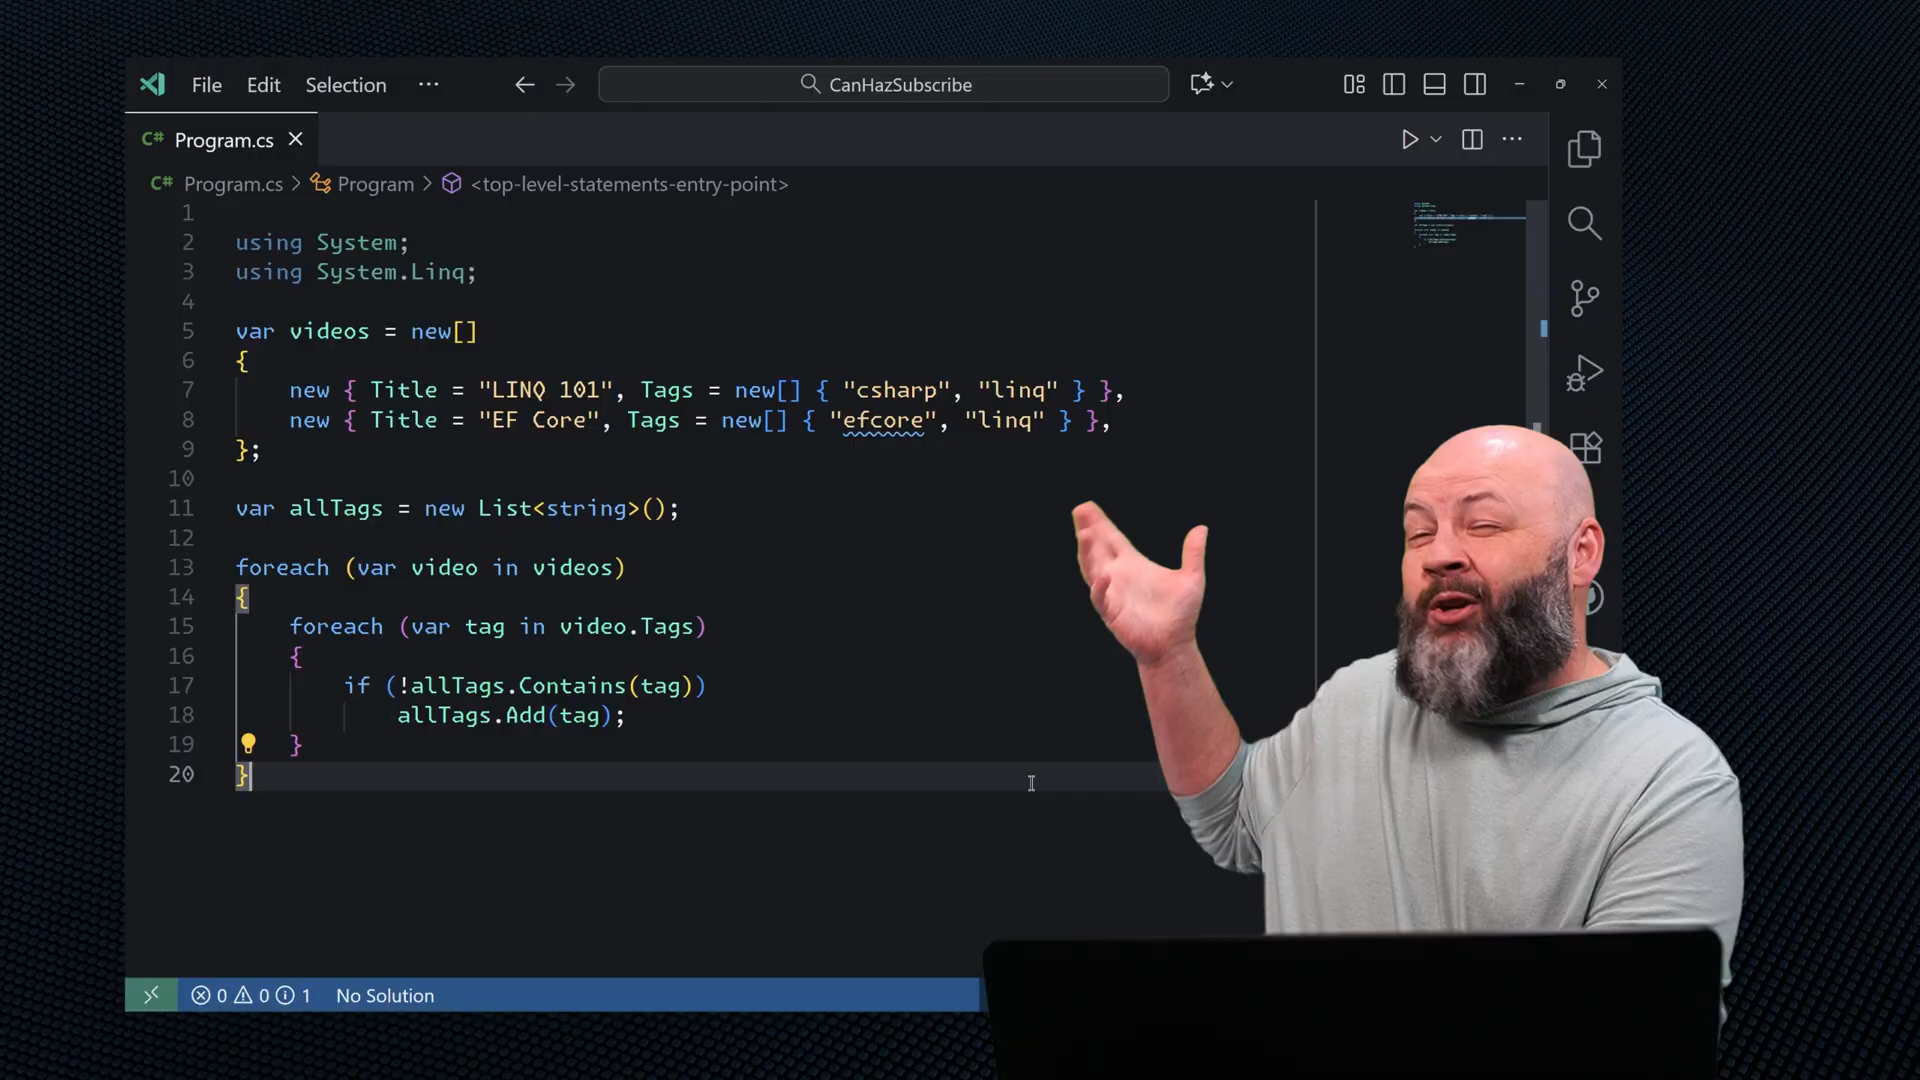 File Edit Selection ··· CanHazSubscribe
C# Program.cs
C# Program.cs > Program > <top-level-statements-entry-point>
1
2 using System;
3 using System.Linq;
4
5 var videos = new[]
6 {
7 new { Title = "LINQ 101", Tags = new[] { "csharp", "linq" } },
8 new { Title = "EF Core", Tags = new[] { "efcore", "linq" } },
9 };
10
11 var allTags = new List<string>();
12
13 foreach (var video in videos)
14 {
15 foreach (var tag in video.Tags)
16 {
17 if (!allTags.Contains(tag))
18 allTags.Add(tag);
19 }
20 }
0 0 1 No Solution